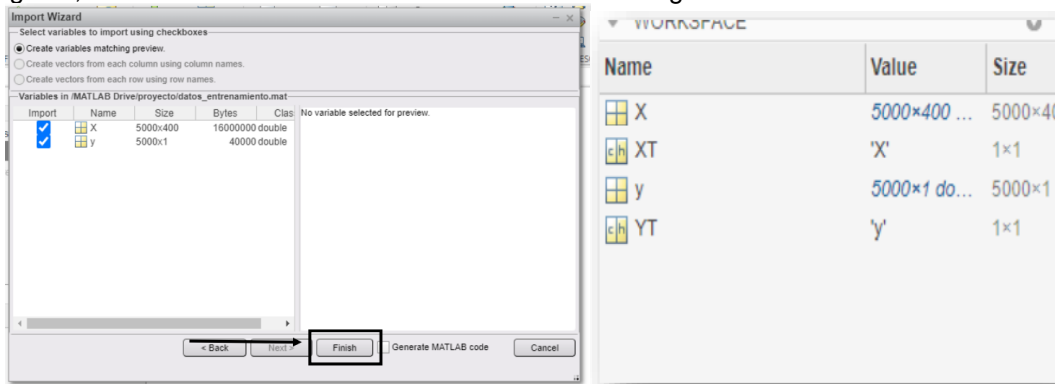 Import Wizard
Select variables to import using checkboxes
Create variables matching preview.
Create vectors from each column using column names.
Create vectors from each row using row names.
Variables in /MATLAB Drive/proyecto/datos_entrenamiento.mat
Import Name Size Bytes Clas
X 5000x400 16000000 double
y 5000x1 40000 double
No variable selected for preview.
< Back Next > Finish Generate MATLAB code Cancel
WORKSPACE
Name Value Size
X 5000×400 ... 5000×40
ch XT 'X' 1×1
y 5000×1 do... 5000×1
ch YT 'y' 1×1